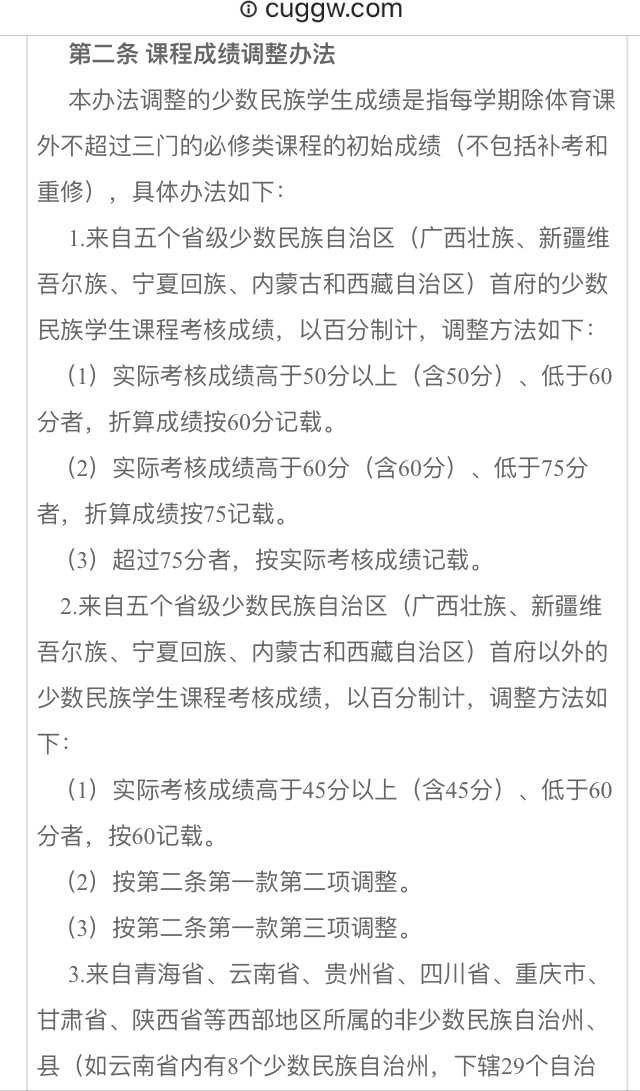 ⓘ cuggw.com
第二条 课程成绩调整办法
本办法调整的少数民族学生成绩是指每学期除体育课
外不超过三门的必修类课程的初始成绩（不包括补考和
重修），具体办法如下：
1.来自五个省级少数民族自治区（广西壮族、新疆维
吾尔族、宁夏回族、内蒙古和西藏自治区）首府的少数
民族学生课程考核成绩，以百分制计，调整方法如下：
（1）实际考核成绩高于50分以上（含50分）、低于60
分者，折算成绩按60分记载。
（2）实际考核成绩高于60分（含60分）、低于75分
者，折算成绩按75记载。
（3）超过75分者，按实际考核成绩记载。
2.来自五个省级少数民族自治区（广西壮族、新疆维
吾尔族、宁夏回族、内蒙古和西藏自治区）首府以外的
少数民族学生课程考核成绩，以百分制计，调整方法如
下：
（1）实际考核成绩高于45分以上（含45分）、低于60
分者，按60记载。
（2）按第二条第一款第二项调整。
（3）按第二条第一款第三项调整。
3.来自青海省、云南省、贵州省、四川省、重庆市、
甘肃省、陕西省等西部地区所属的非少数民族自治州、
县（如云南省内有8个少数民族自治州，下辖29个自治